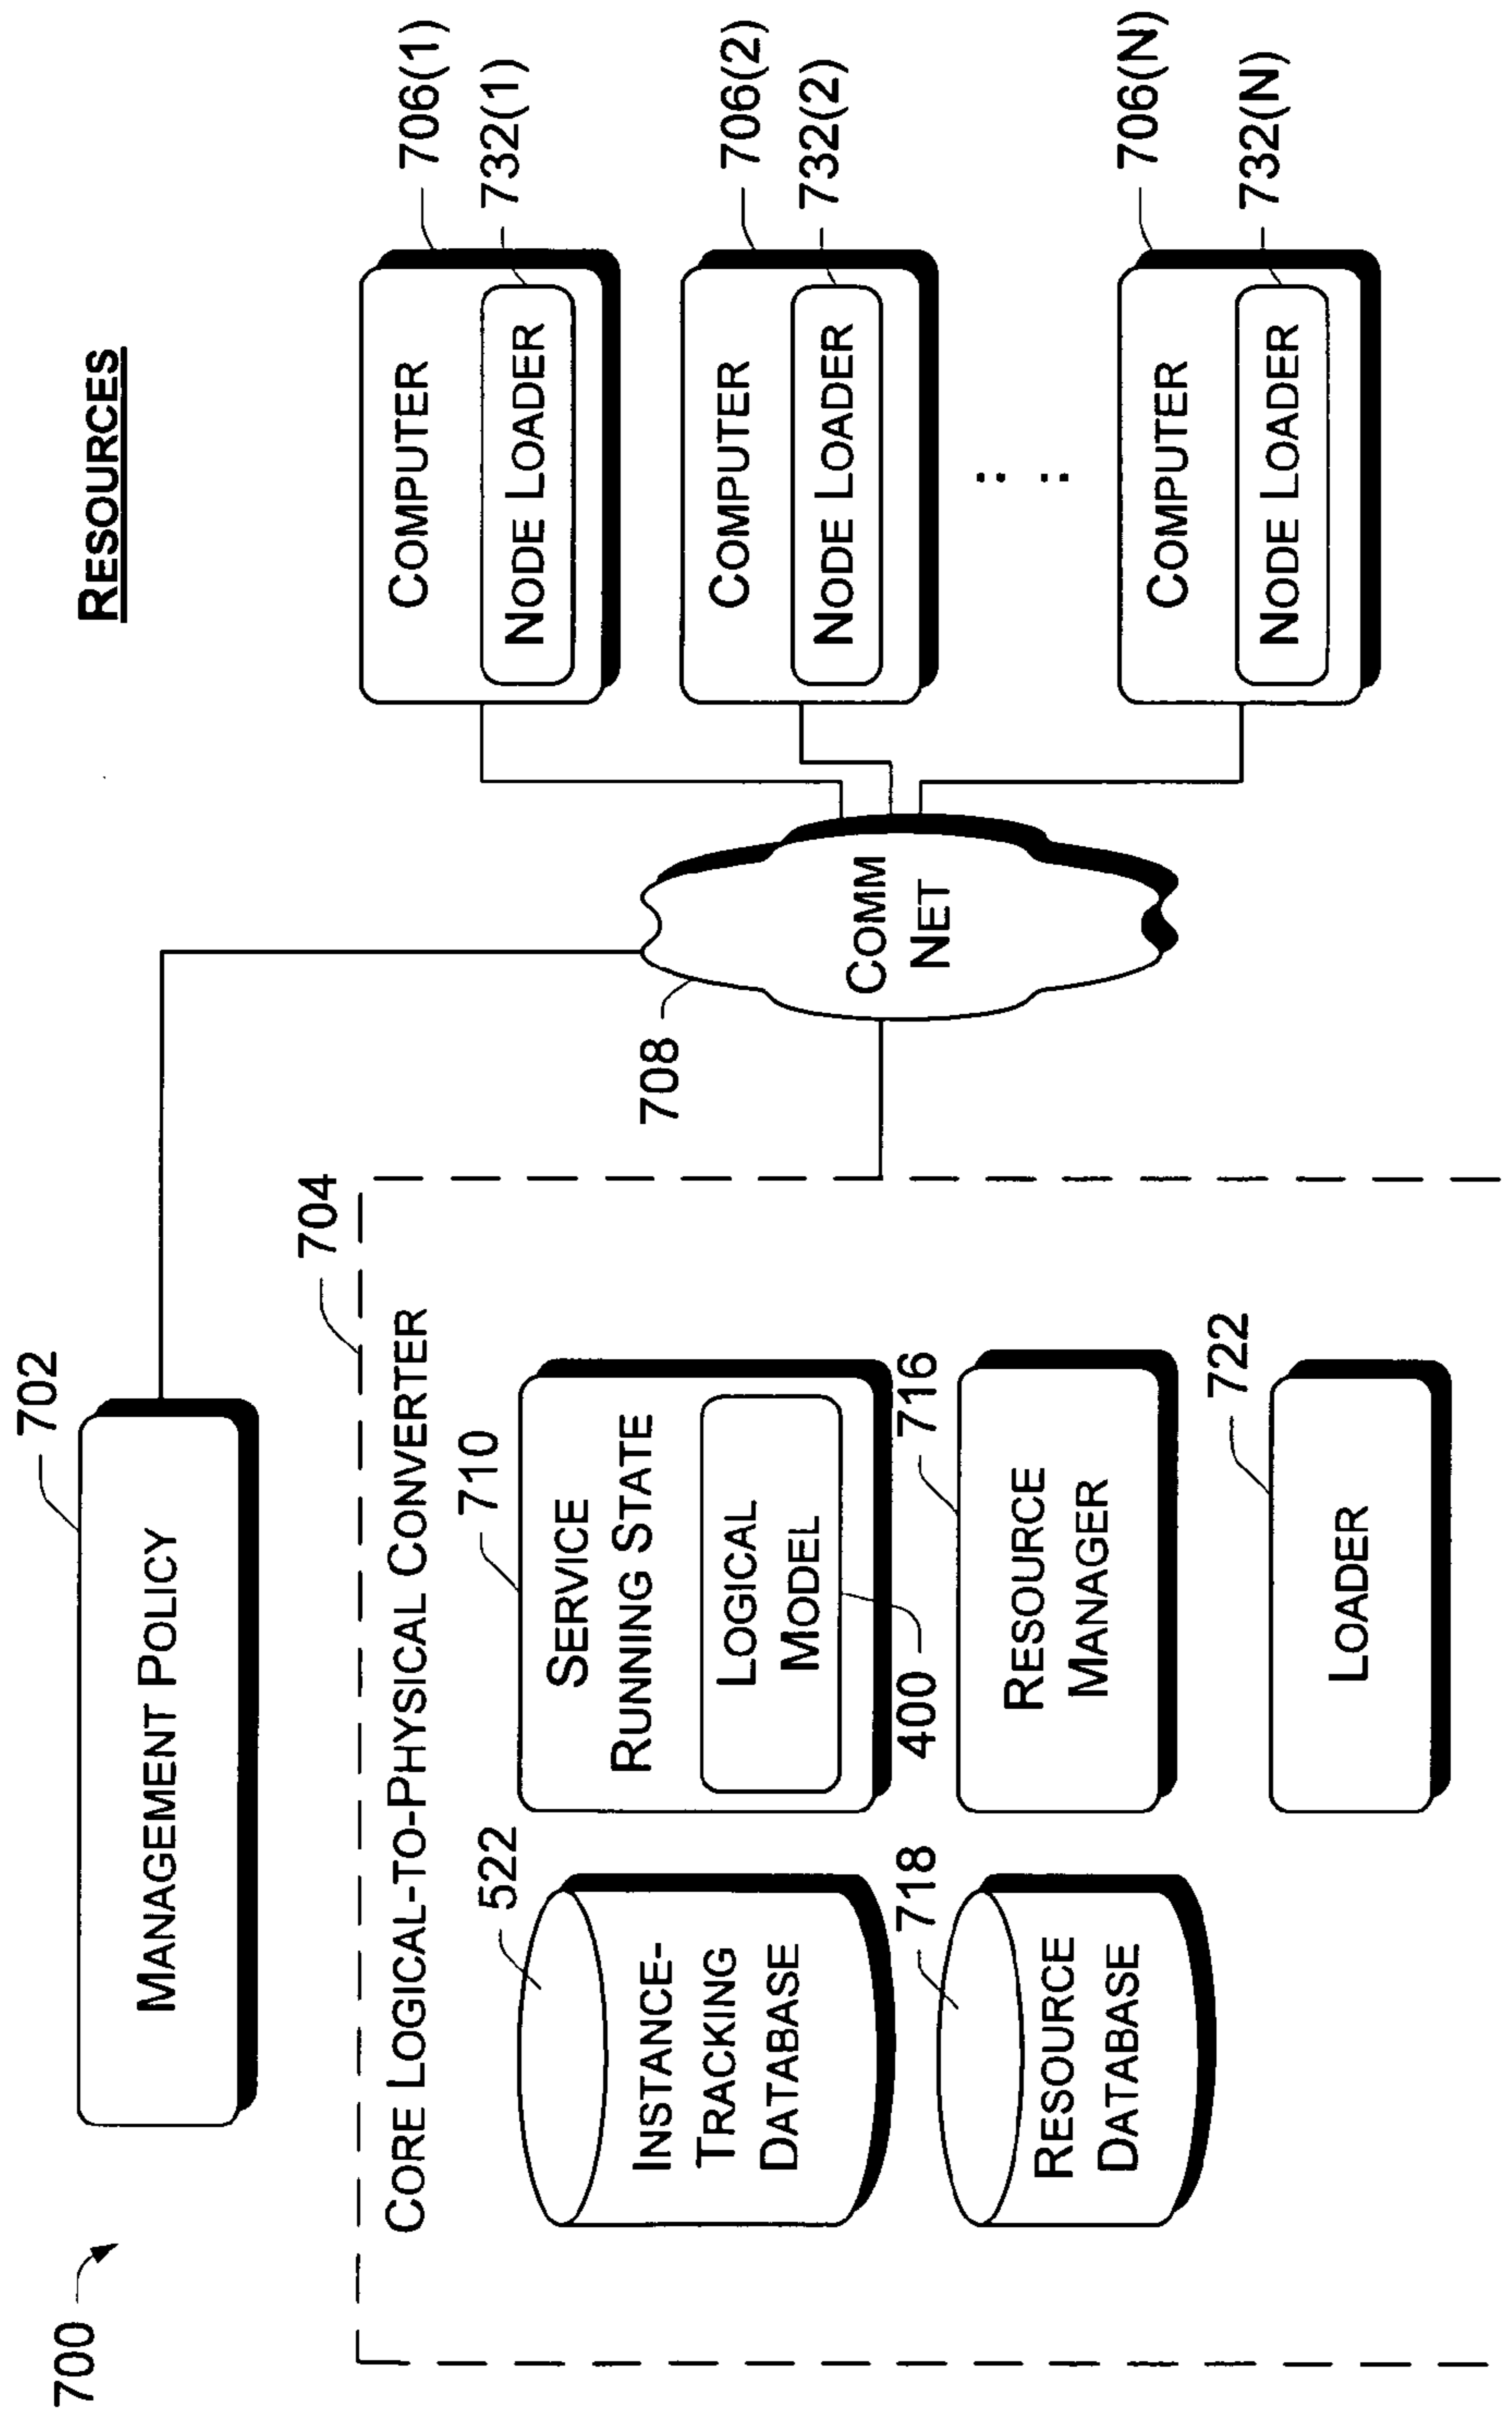 700
702
MANAGEMENT POLICY
RESOURCES
704
CORE LOGICAL-TO-PHYSICAL CONVERTER
522
INSTANCE-
TRACKING
DATABASE
710
SERVICE
RUNNING STATE
LOGICAL
MODEL
400
718
RESOURCE
DATABASE
716
RESOURCE
MANAGER
722
LOADER
708
COMM
NET
COMPUTER
NODE LOADER
706(1)
732(1)
COMPUTER
NODE LOADER
706(2)
732(2)
COMPUTER
NODE LOADER
706(N)
732(N)